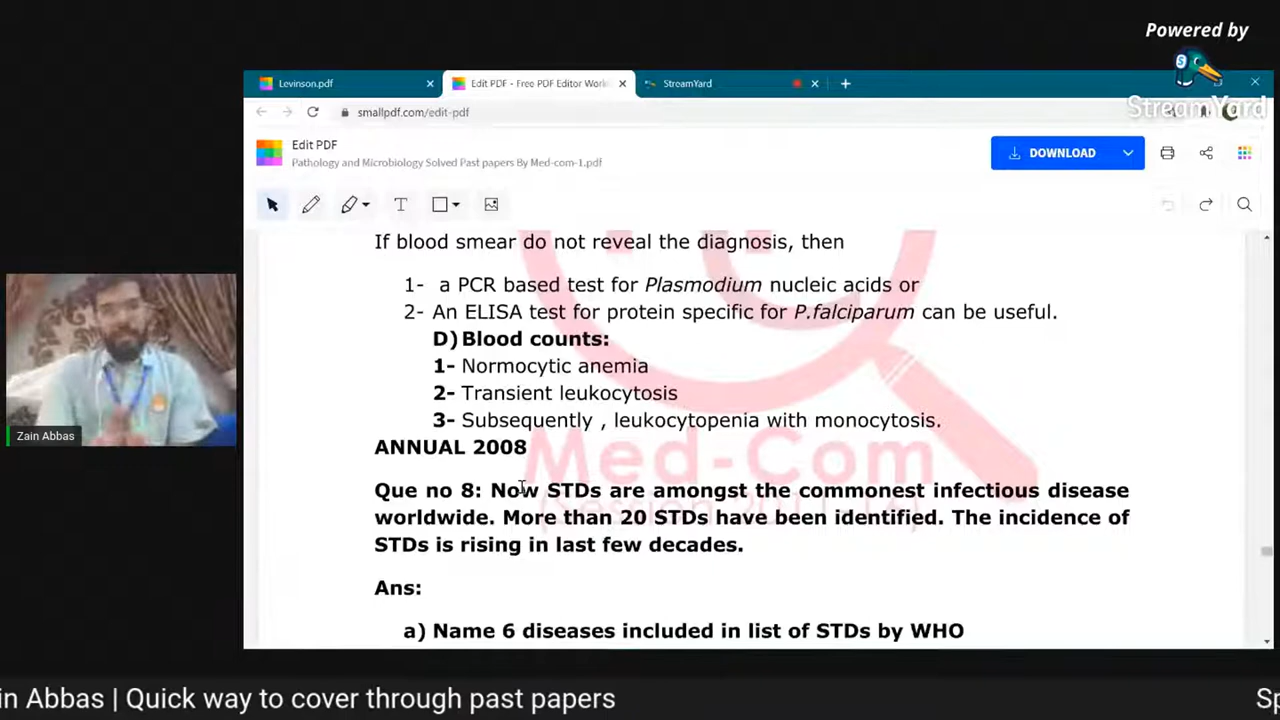 Powered by
StreamYard
Levinson.pdf
Edit PDF - Free PDF Editor Work
StreamYard
smallpdf.com/edit-pdf
Edit PDF
Pathology and Microbiology Solved Past papers By Med-com-1.pdf
DOWNLOAD
If blood smear do not reveal the diagnosis, then
1- a PCR based test for Plasmodium nucleic acids or
2- An ELISA test for protein specific for P.falciparum can be useful.
D) Blood counts:
1- Normocytic anemia
2- Transient leukocytosis
3- Subsequently , leukocytopenia with monocytosis.
ANNUAL 2008
Med-Com
Que no 8: Now STDs are amongst the commonest infectious disease
worldwide. More than 20 STDs have been identified. The incidence of
STDs is rising in last few decades.
Ans:
a) Name 6 diseases included in list of STDs by WHO
Zain Abbas
in Abbas | Quick way to cover through past papers
Sp